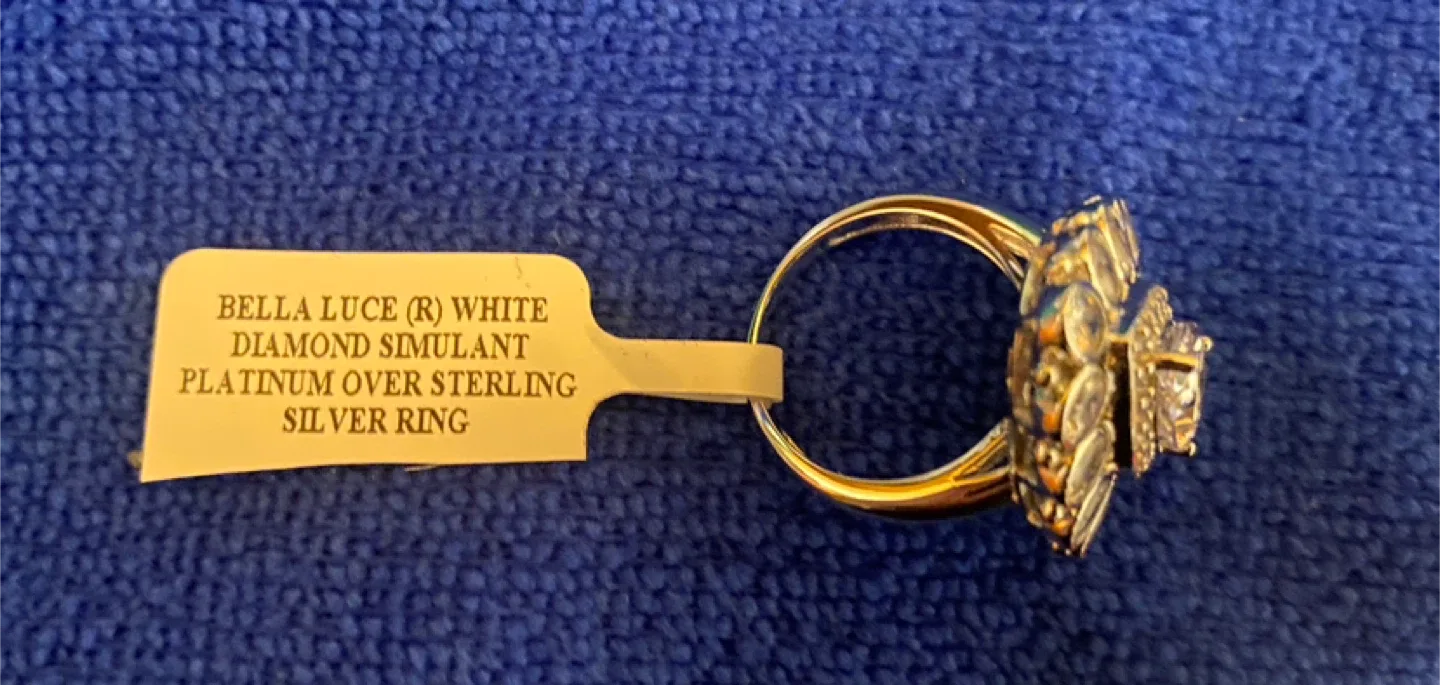 BELLA LUCE (R) WHITE
DIAMOND SIMULANT
PLATINUM OVER STERLING
SILVER RING